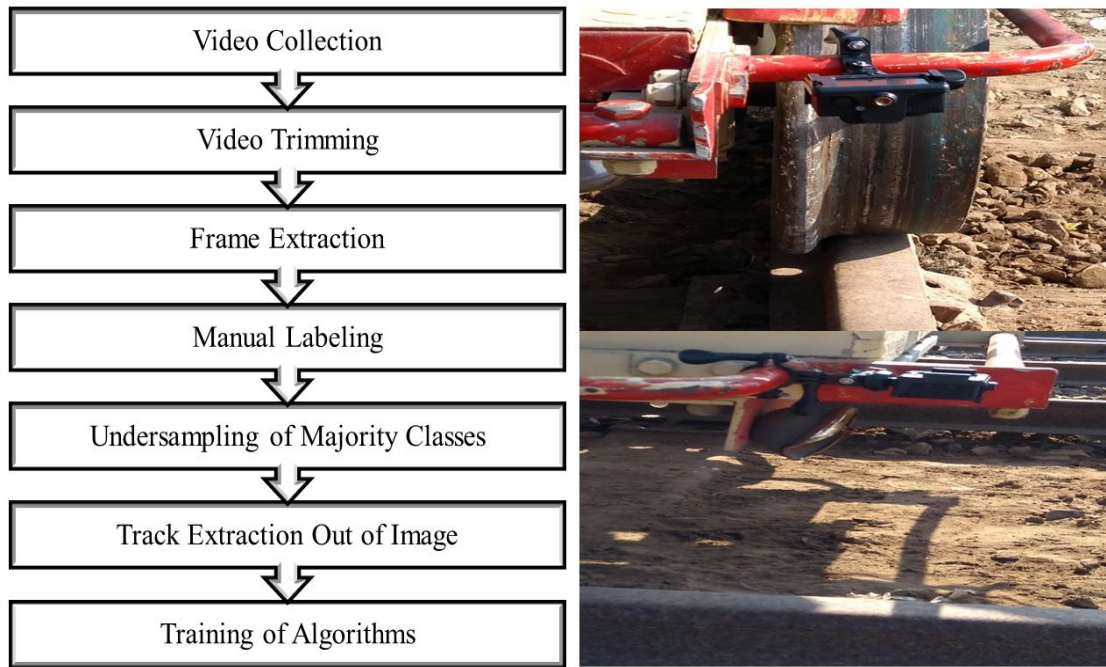 Video Collection
Video Trimming
Frame Extraction
Manual Labeling
Undersampling of Majority Classes
Track Extraction Out of Image
Training of Algorithms